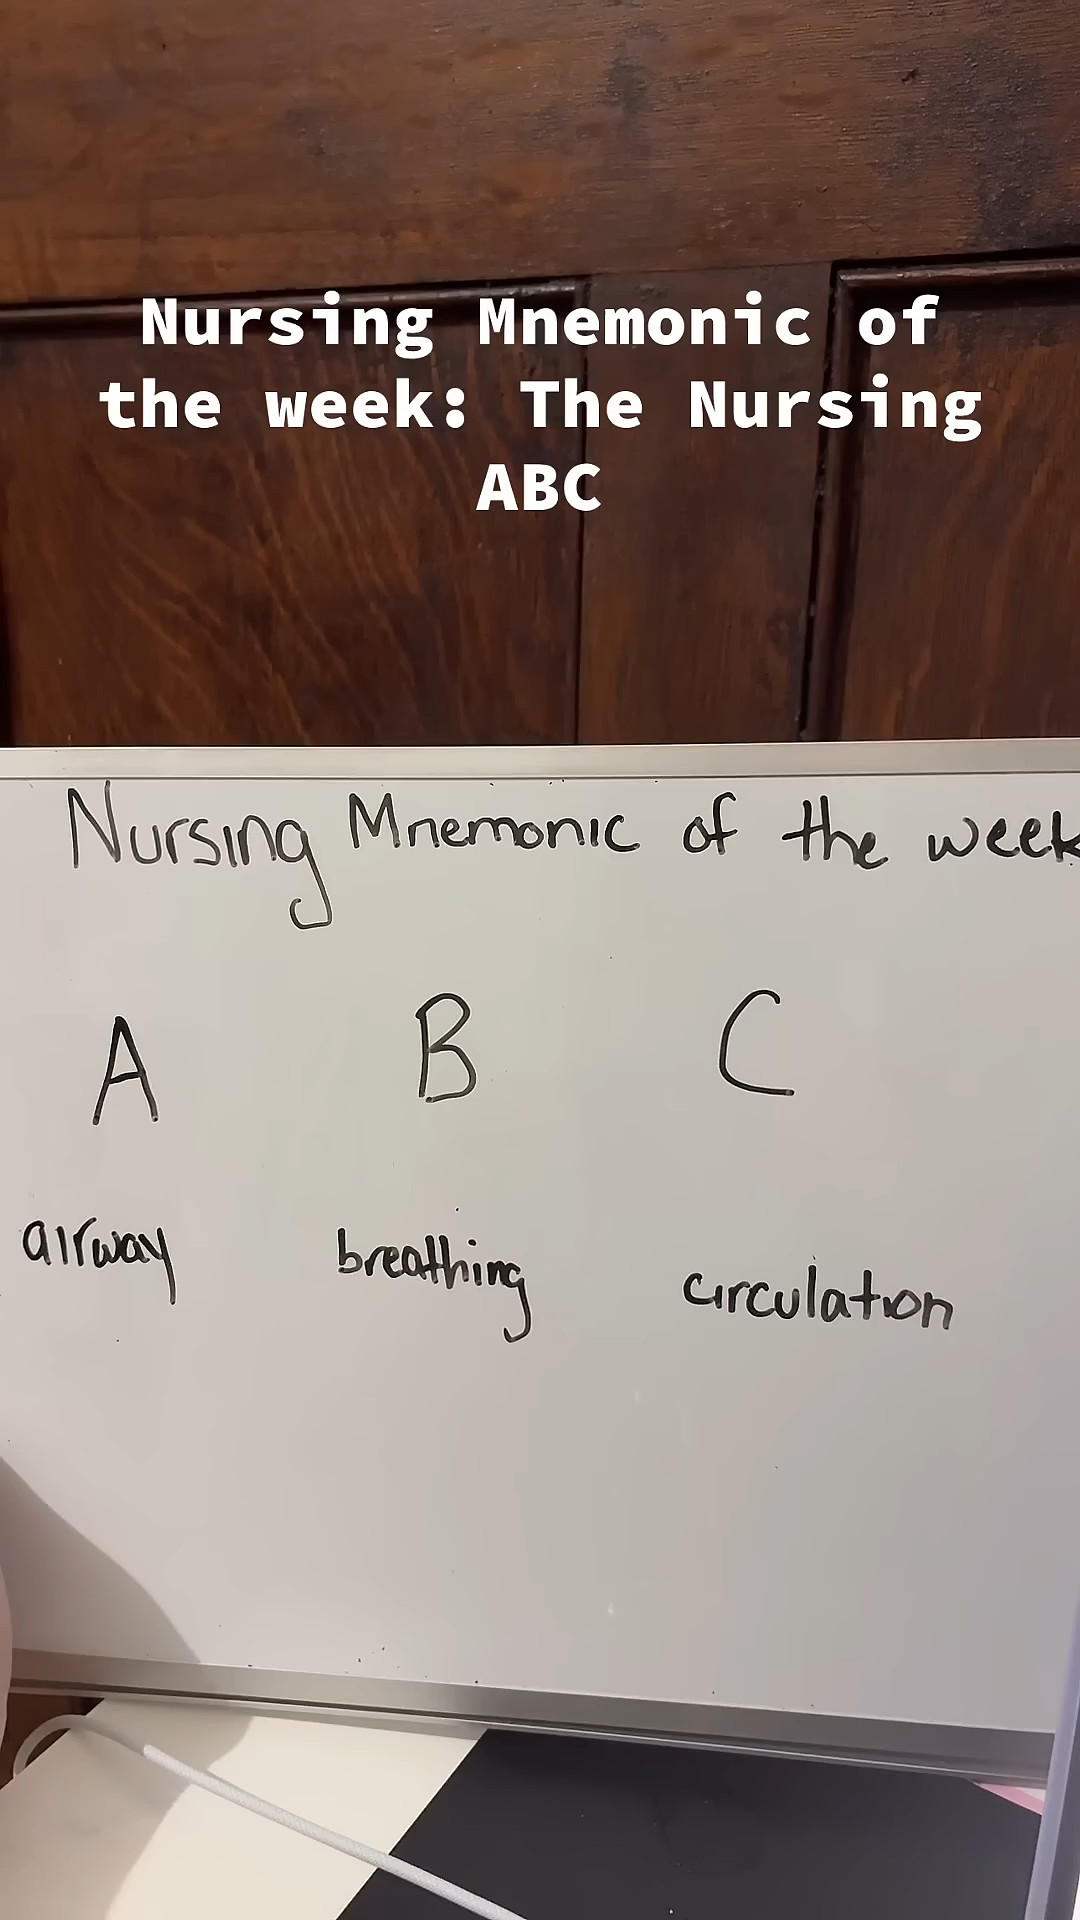 Nursing Mnemonic of
the week: The Nursing
ABC
Nursing Mnemonic of the week
A B C
airway breathing circulation